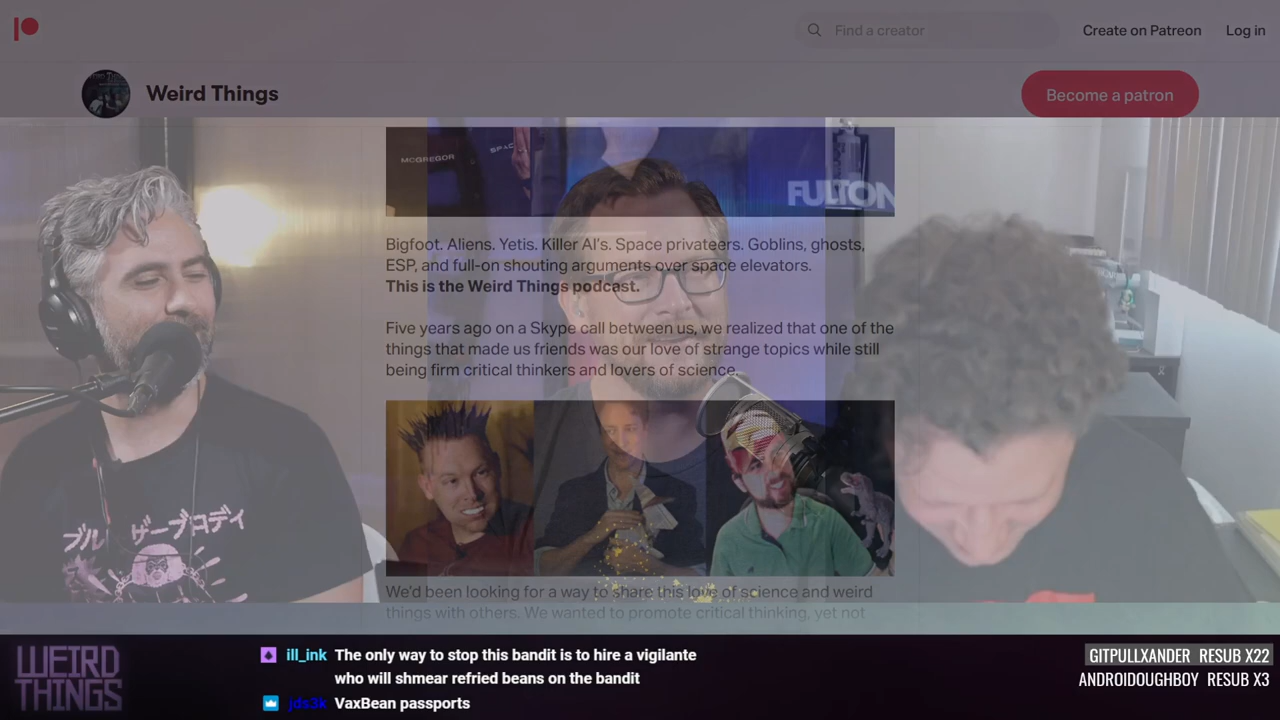 Find a creator
Create on Patreon
Log in
Weird Things
Become a patron
MCGREGOR
SPAC
FULTON
Bigfoot. Aliens. Yetis. Killer AI's. Space privateers. Goblins, ghosts,
ESP, and full-on shouting arguments over space elevators.
This is the Weird Things podcast.
Five years ago on a Skype call between us, we realized that one of the
things that made us friends was our love of strange topics while still
being firm critical thinkers and lovers of science.
We'd been looking for a way to share this love of science and weird
things with others. We wanted to promote critical thinking, yet not
WEIRD
THINGS
ill_ink The only way to stop this bandit is to hire a vigilante
who will shmear refried beans on the bandit
jds3k VaxBean passports
GITPULLXANDER RESUB X22
ANDROIDOUGHBOY RESUB X3